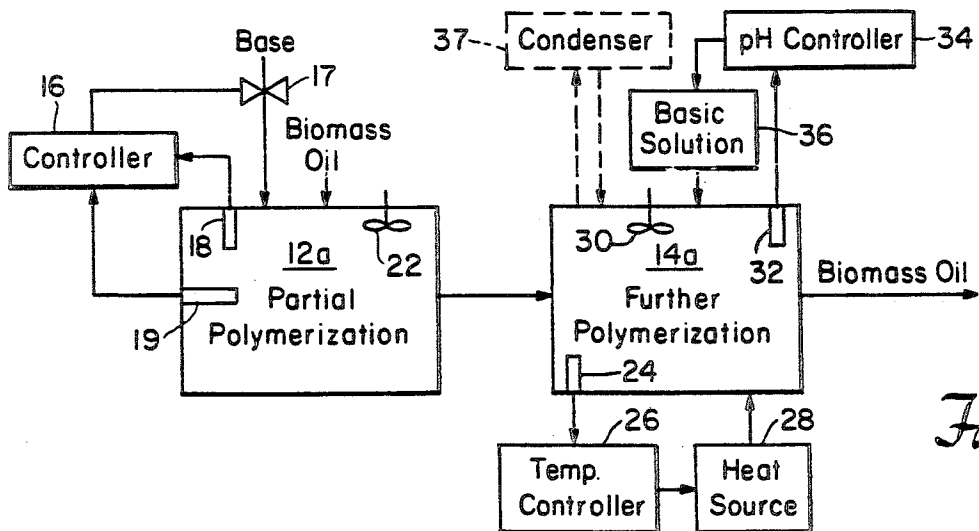 37
Condenser
pH Controller
34
Base
17
16
Controller
Biomass
Oil
Basic
Solution
36
18
22
30
32
12a
Partial
Polymerization
14a
Further
Polymerization
Biomass Oil
19
24
26
28
Temp.
Controller
Heat
Source